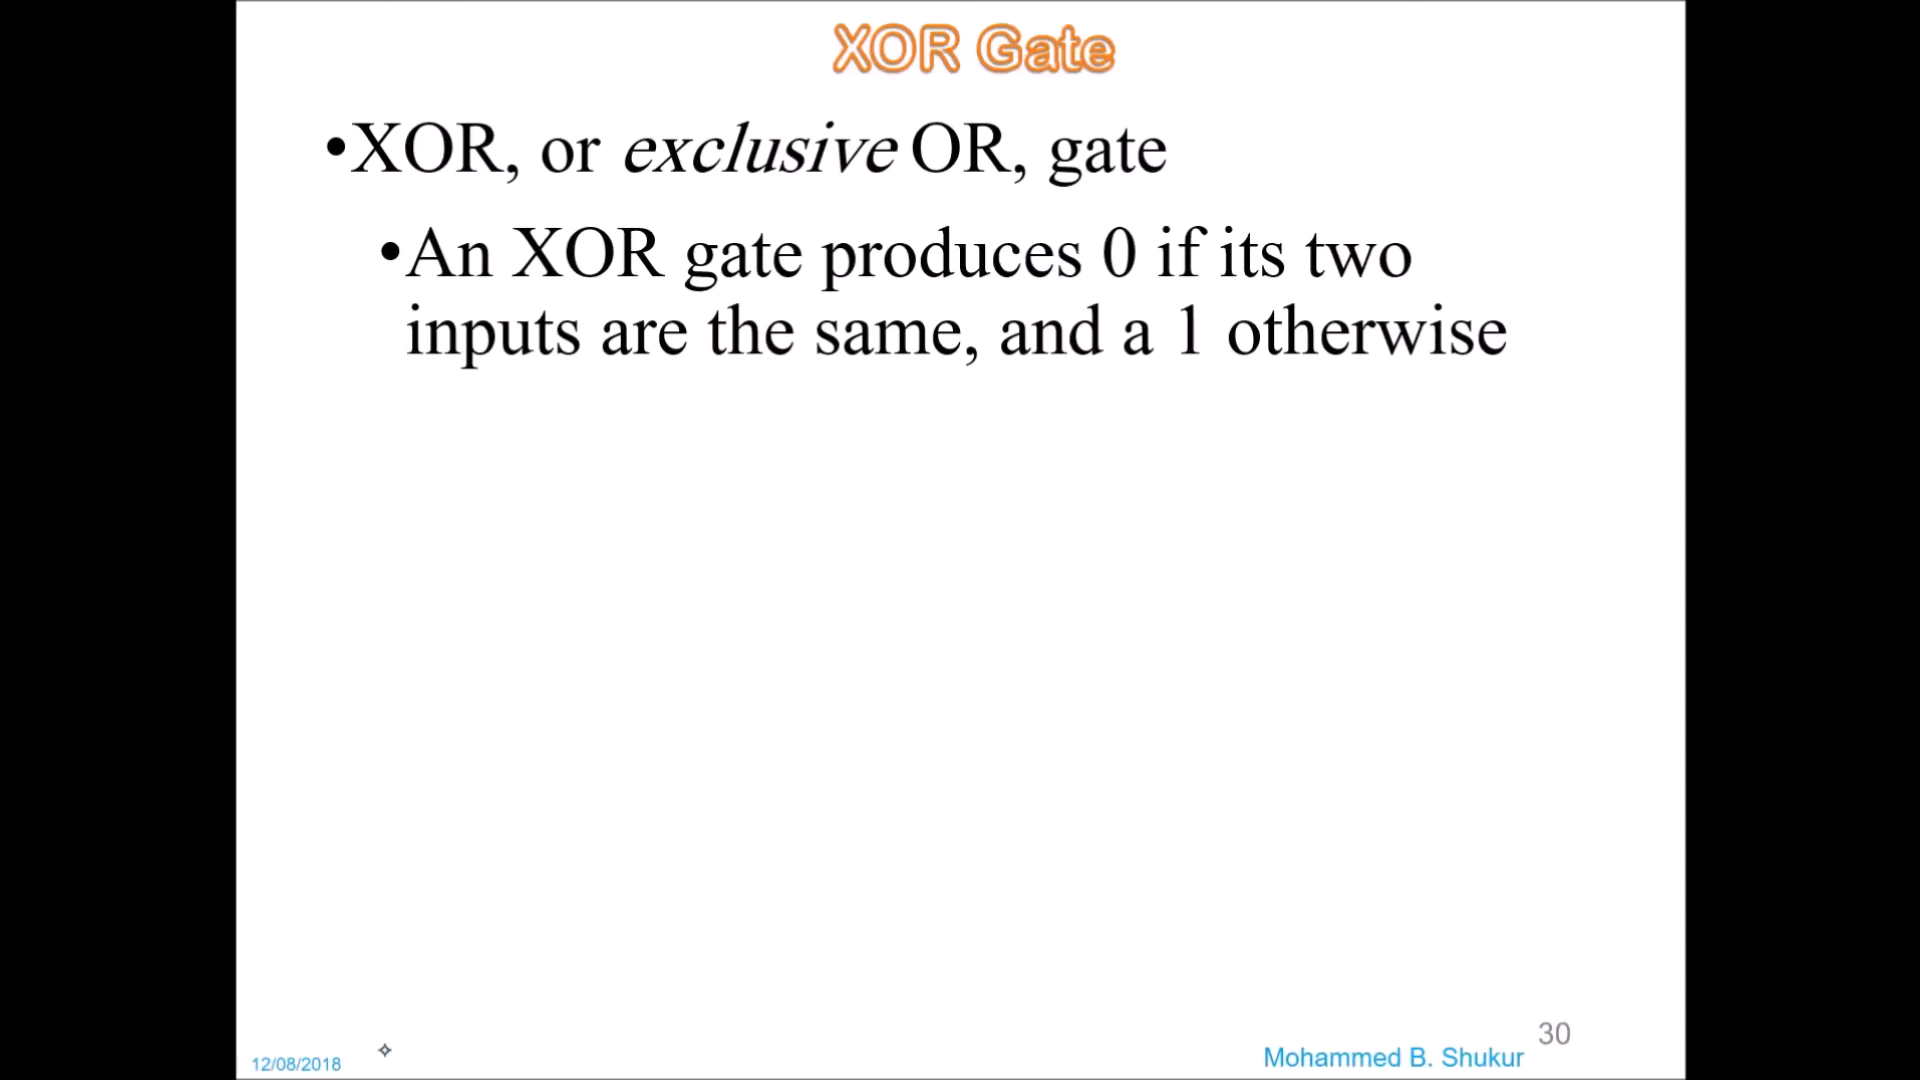 XOR Gate
•XOR, or exclusive OR, gate
•An XOR gate produces 0 if its two
inputs are the same, and a 1 otherwise
30
12/08/2018
Mohammed B. Shukur